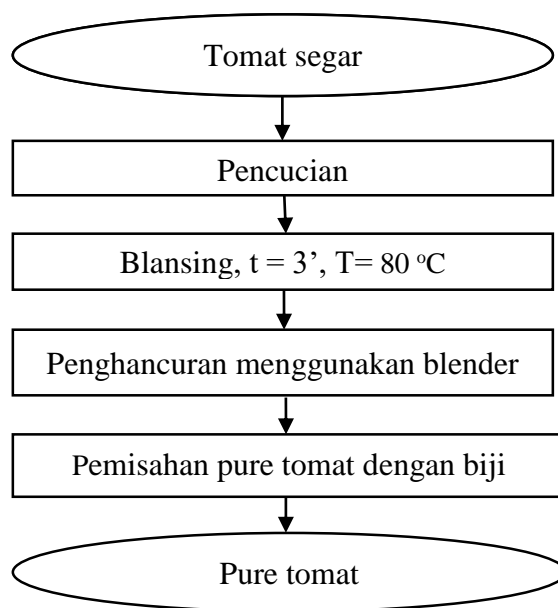 Tomat segar
Pencucian
Blansing, t = 3’, T= 80 °C
Penghancuran menggunakan blender
Pemisahan pure tomat dengan biji
Pure tomat